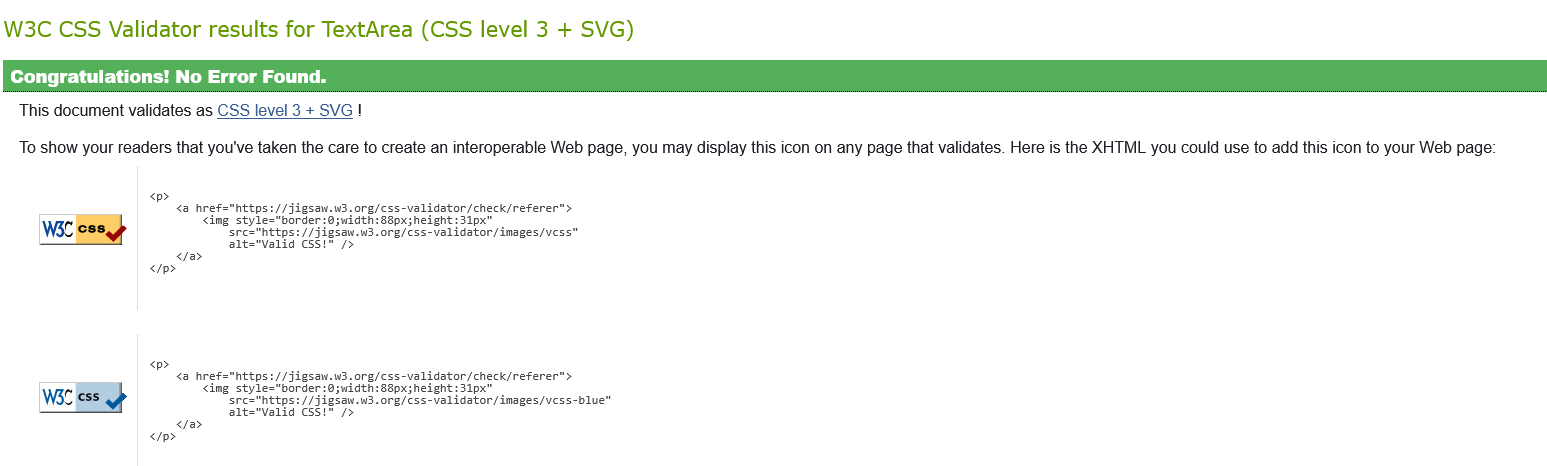 W3C CSS Validator results for TextArea (CSS level 3 + SVG)
Congratulations! No Error Found.
This document validates as CSS level 3 + SVG !
To show your readers that you've taken the care to create an interoperable Web page, you may display this icon on any page that validates. Here is the XHTML you could use to add this icon to your Web page:
W3C css
<p>
    <a href="https://jigsaw.w3.org/css-validator/check/referer">
        <img style="border:0;width:88px;height:31px"
            src="https://jigsaw.w3.org/css-validator/images/vcss"
            alt="Valid CSS!" />
    </a>
</p>
W3C css
<p>
    <a href="https://jigsaw.w3.org/css-validator/check/referer">
        <img style="border:0;width:88px;height:31px"
            src="https://jigsaw.w3.org/css-validator/images/vcss-blue"
            alt="Valid CSS!" />
    </a>
</p>